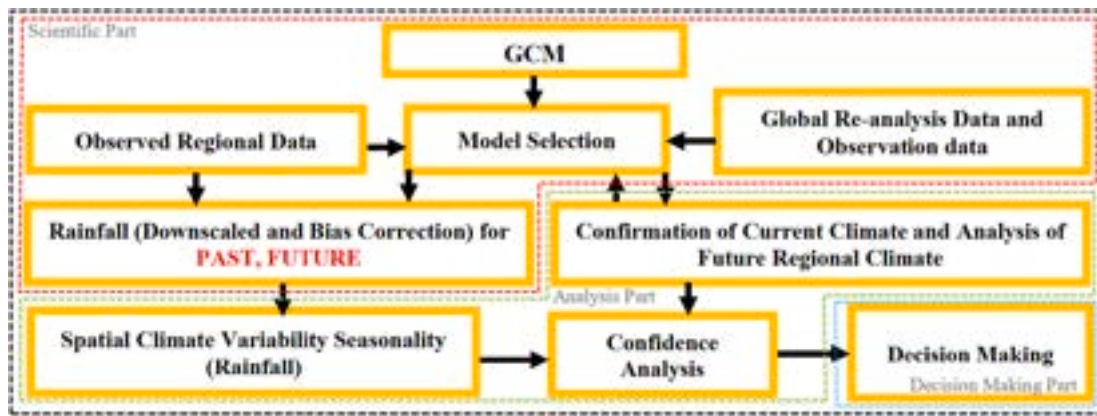 Scientific Part
GCM
Observed Regional Data
Model Selection
Global Re-analysis Data and
Observation data
Rainfall (Downscaled and Bias Correction) for
PAST, FUTURE
Confirmation of Current Climate and Analysis of
Future Regional Climate
Analysis Part
Spatial Climate Variability Seasonality
(Rainfall)
Confidence
Analysis
Decision Making
Decision Making Part